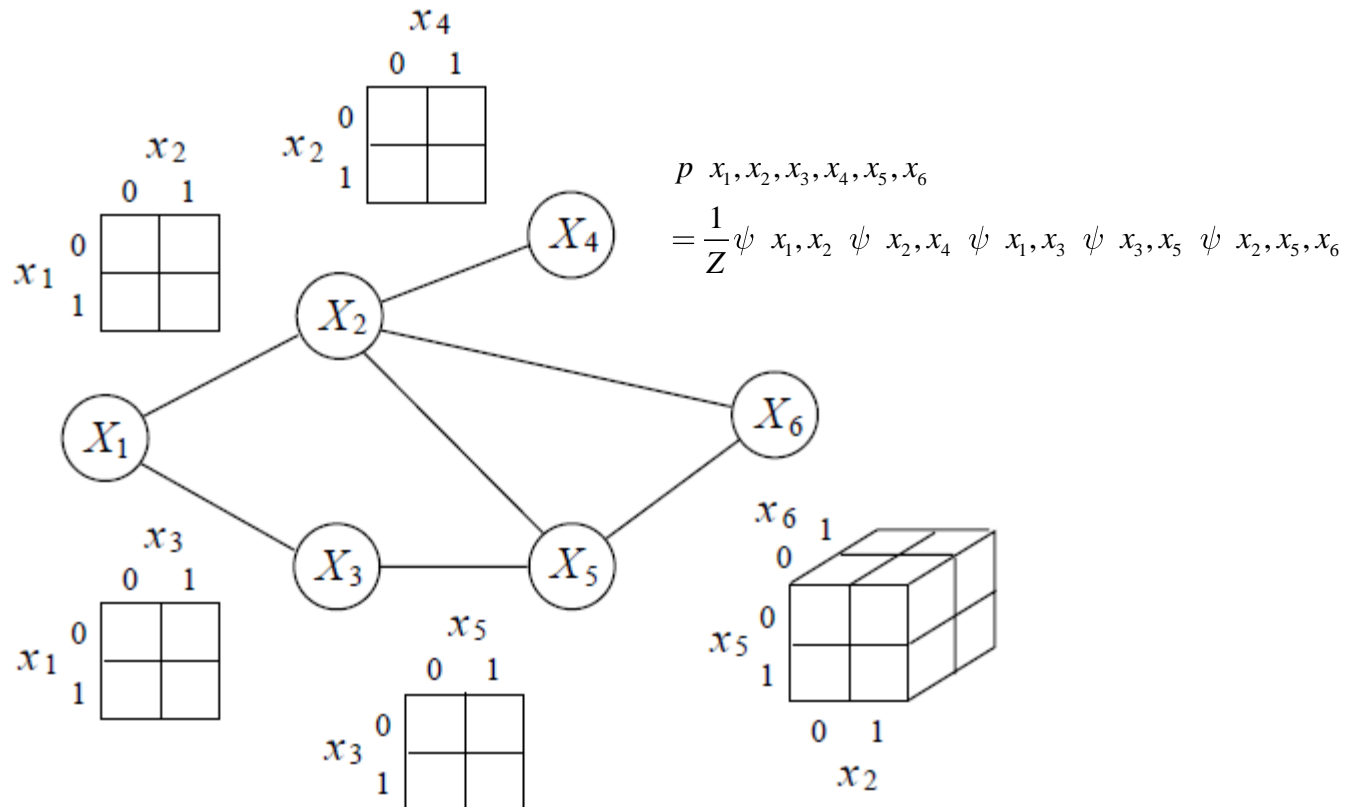 x4
0 1
0
x2
1
x2
0 1
0
x1
1
p x1, x2, x3, x4, x5, x6
= 1/Z ψ x1, x2 ψ x2, x4 ψ x1, x3 ψ x3, x5 ψ x2, x5, x6
X4
X2
X1
X6
X3
X5
x3
0 1
0
x1
1
x5
0 1
0
x3
1
x6
0 1
0
x5
1
0 1
x2